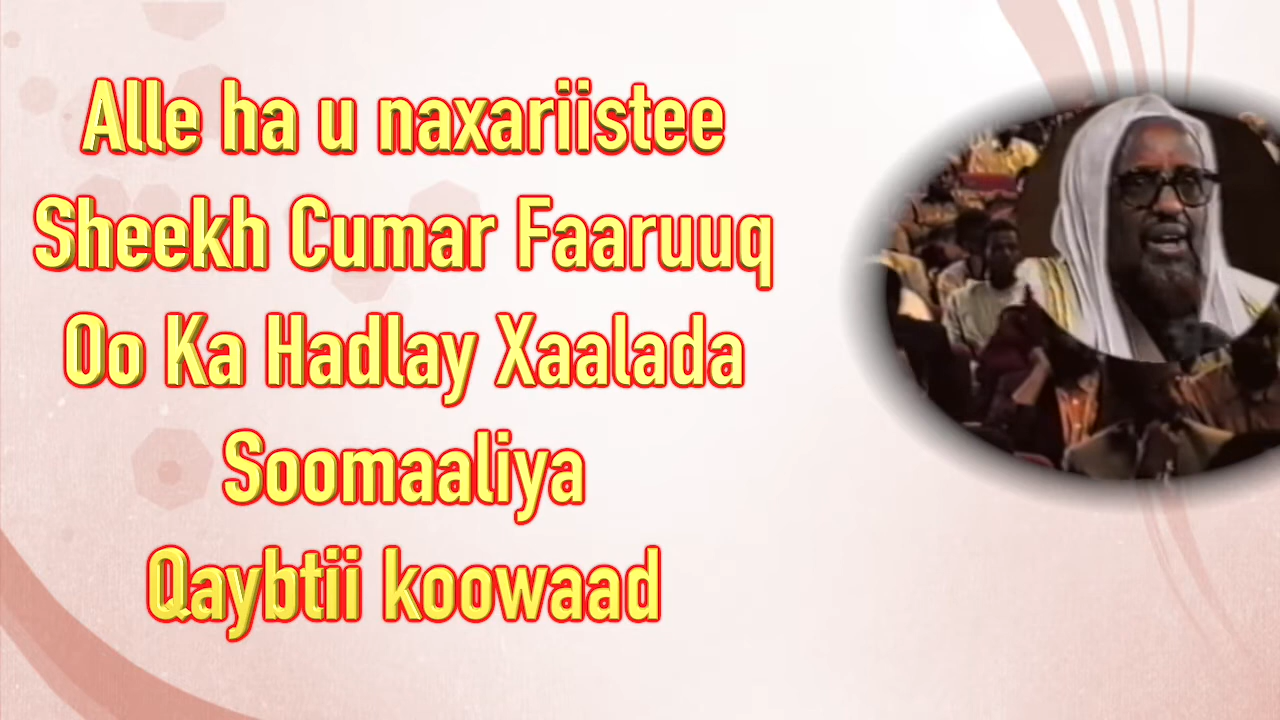 Alle ha u naxariistee
Sheekh Cumar Faaruuq
Oo Ka Hadlay Xaalada
Soomaaliya
Qaybtii koowaad